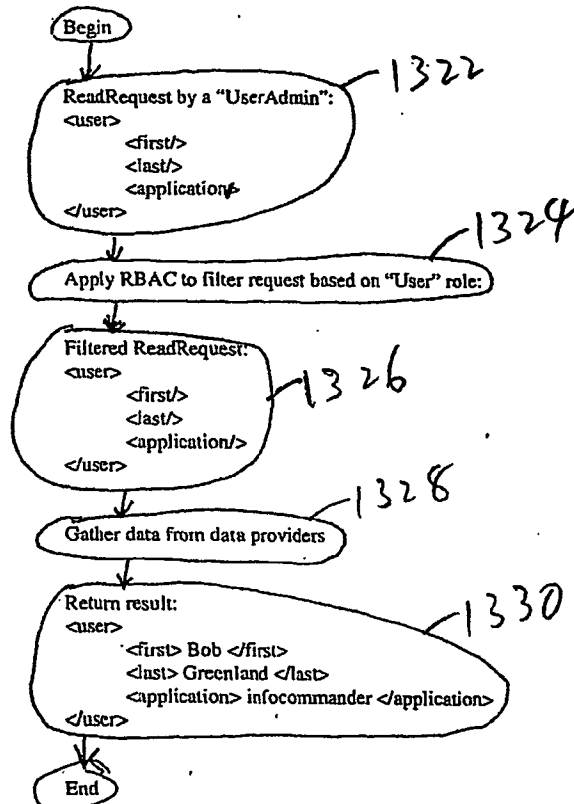 Begin
1322
ReadRequest by a "UserAdmin":
<user>
<first/>
<last/>
<application/>
</user>
1324
Apply RBAC to filter request based on "User" role:
Filtered ReadRequest:
<user>
<first/>
<last/>
<application/>
</user>
1326
1328
Gather data from data providers
1330
Return result:
<user>
<first> Bob </first>
<last> Greenland </last>
<application> infocommander </application>
</user>
End